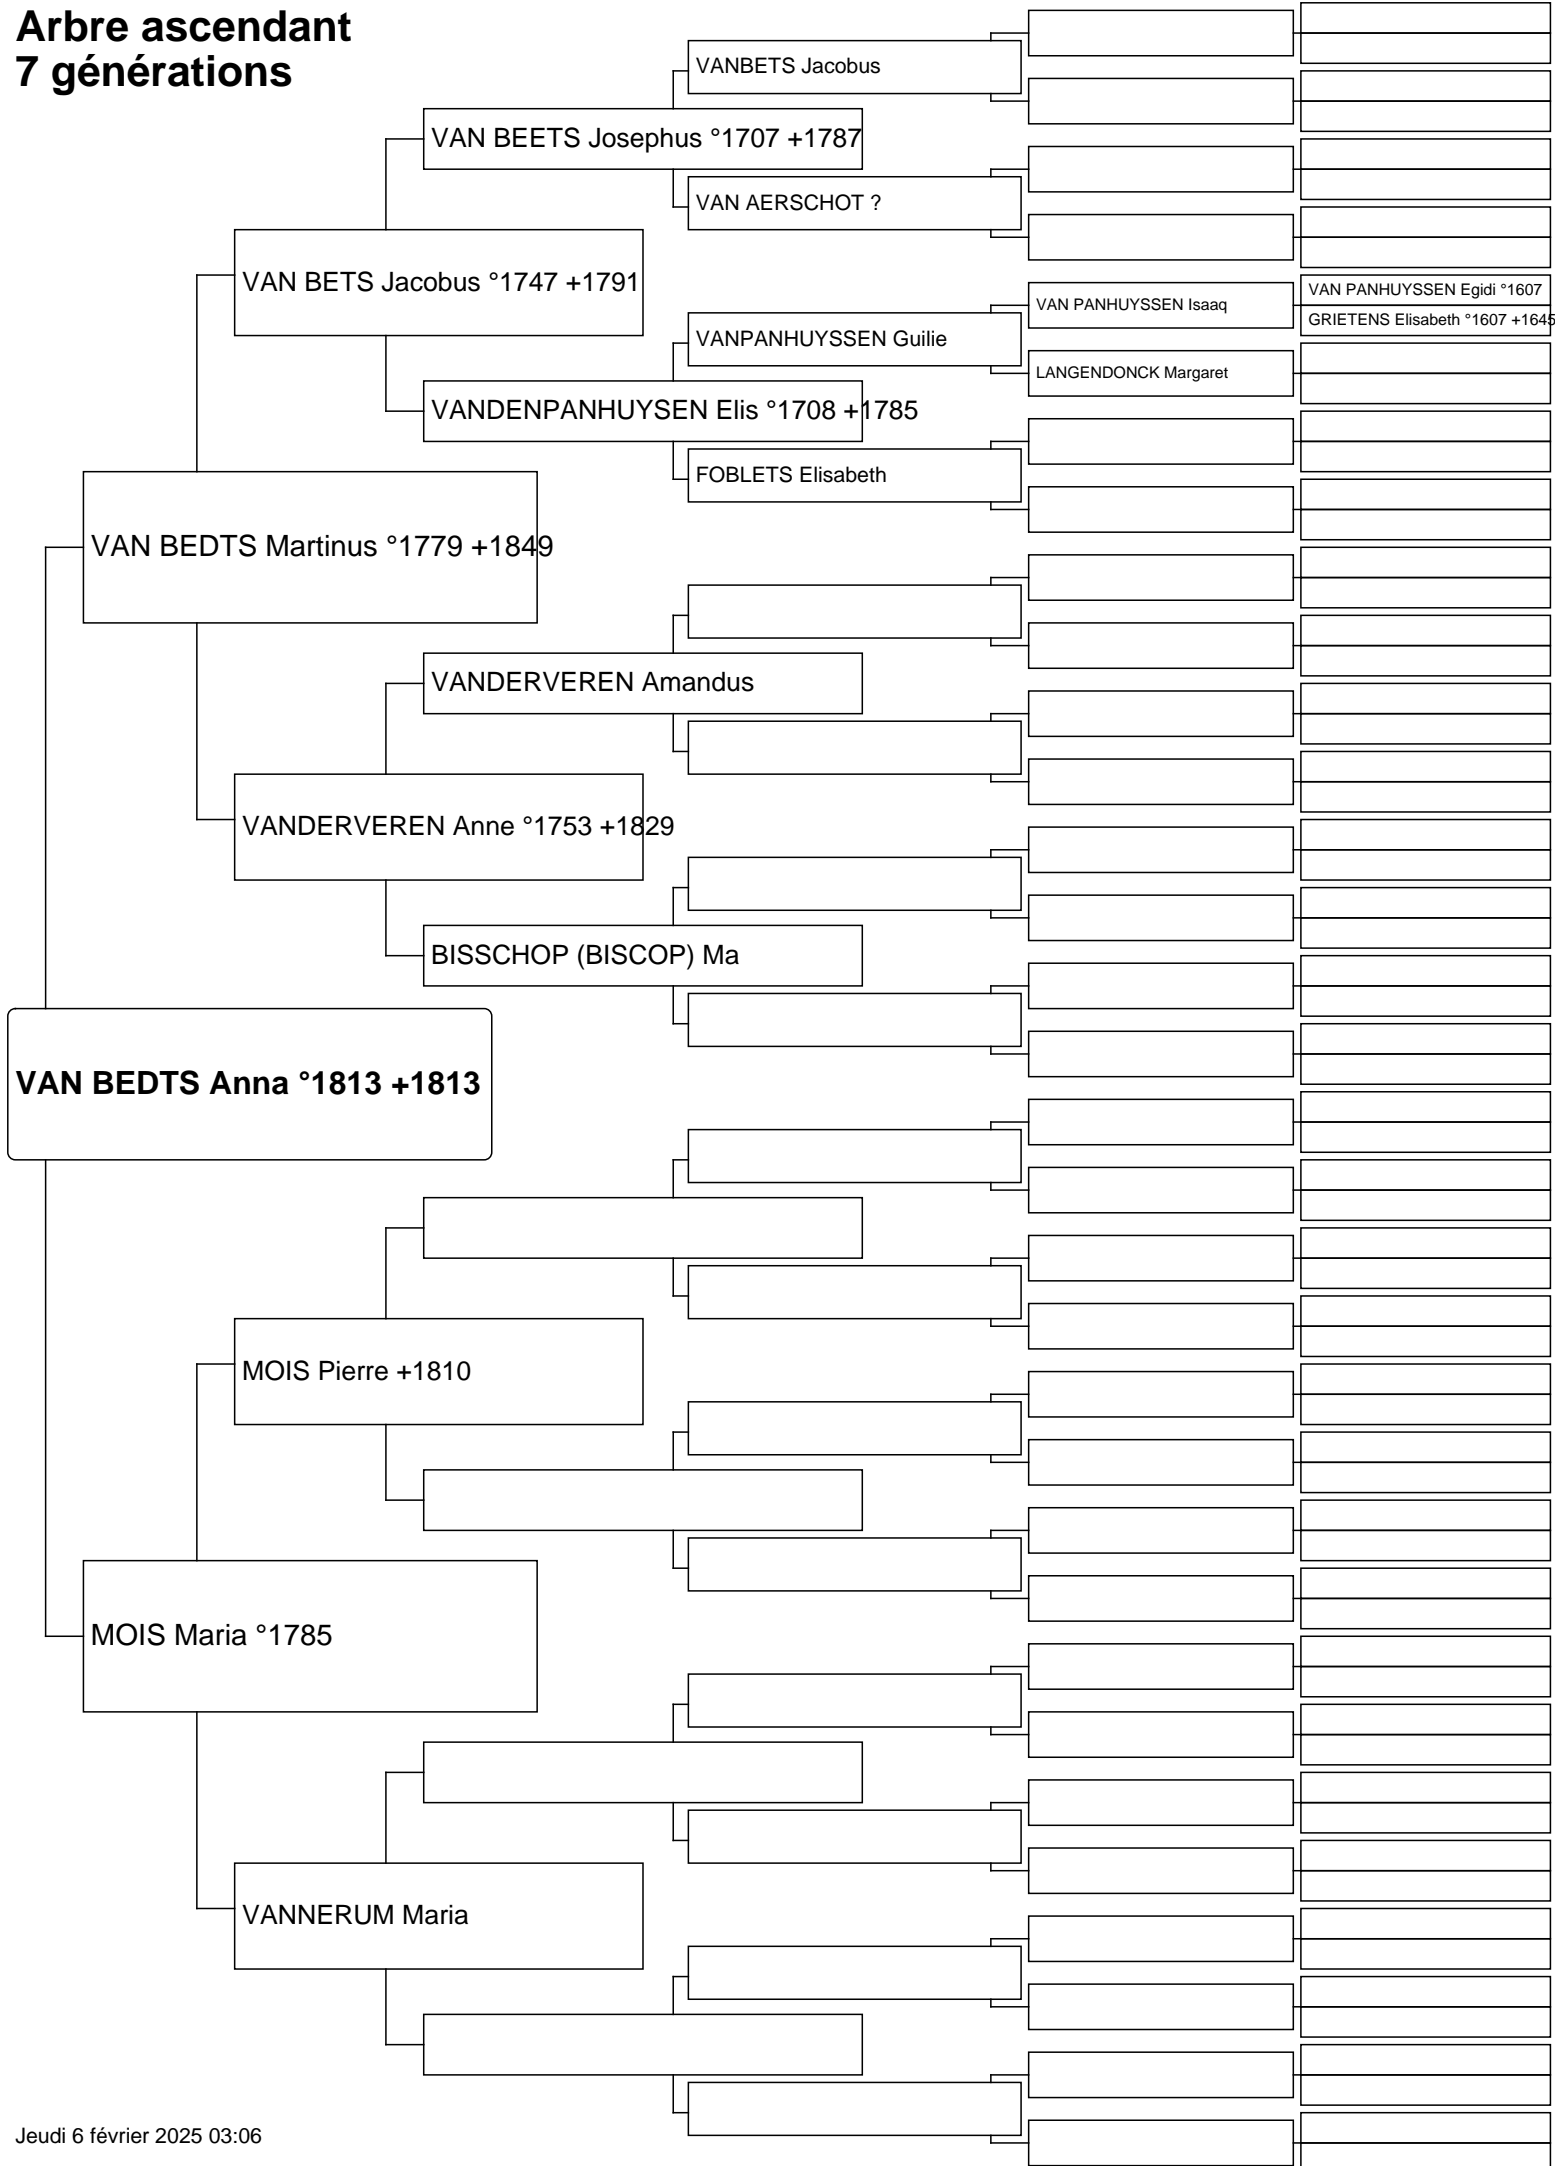 Arbre ascendant
7 générations
VANBETS Jacobus
VAN BEETS Josephus °1707 +1787
VAN AERSCHOT ?
VAN BETS Jacobus °1747 +1791
VAN PANHUYSSEN Egidi °1607
VAN PANHUYSSEN Isaaq
GRIETENS Elisabeth °1607 +1645
VANPANHUYSSEN Guilie
LANGENDONCK Margaret
VANDENPANHUYSEN Elis °1708 +1785
FOBLETS Elisabeth
VAN BEDTS Martinus °1779 +1849
VANDERVEREN Amandus
VANDERVEREN Anne °1753 +1829
BISSCHOP (BISCOP) Ma
VAN BEDTS Anna °1813 +1813
MOIS Pierre +1810
MOIS Maria °1785
VANNERUM Maria
Jeudi 6 février 2025 03:06